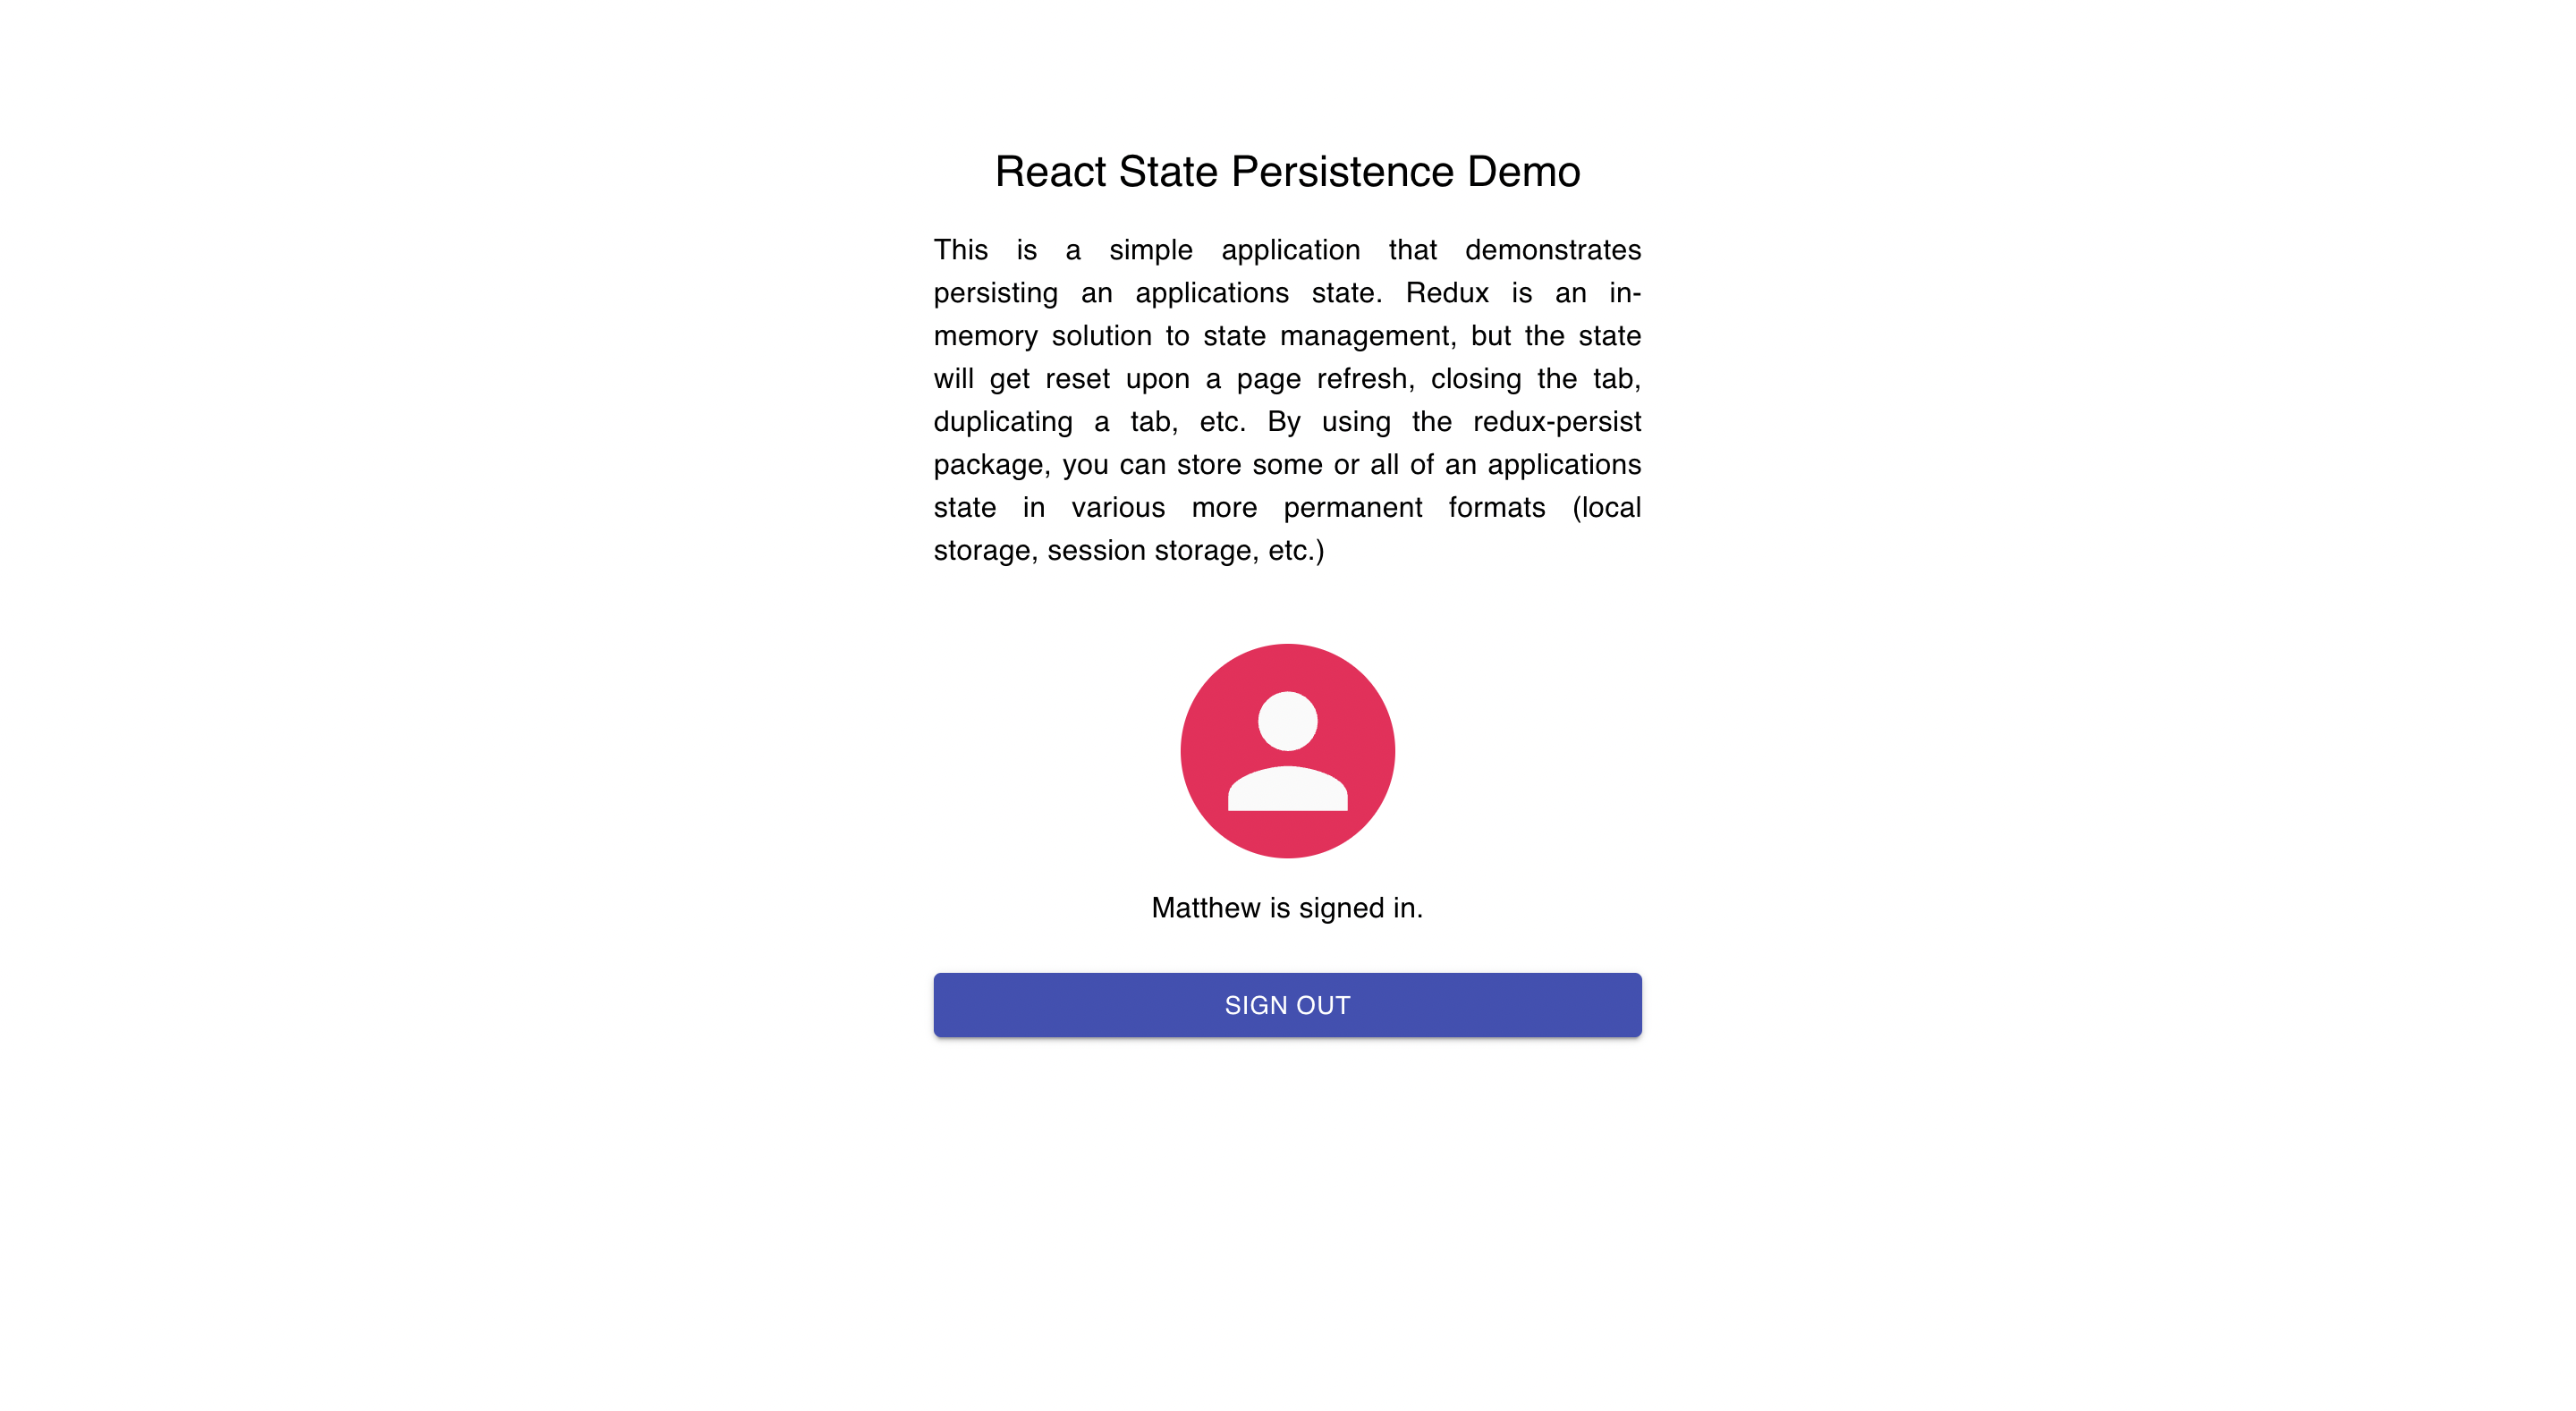 React State Persistence Demo
This is a simple application that demonstrates
persisting an applications state. Redux is an in-
memory solution to state management, but the state
will get reset upon a page refresh, closing the tab,
duplicating a tab, etc. By using the redux-persist
package, you can store some or all of an applications
state in various more permanent formats (local
storage, session storage, etc.)
Matthew is signed in.
SIGN OUT